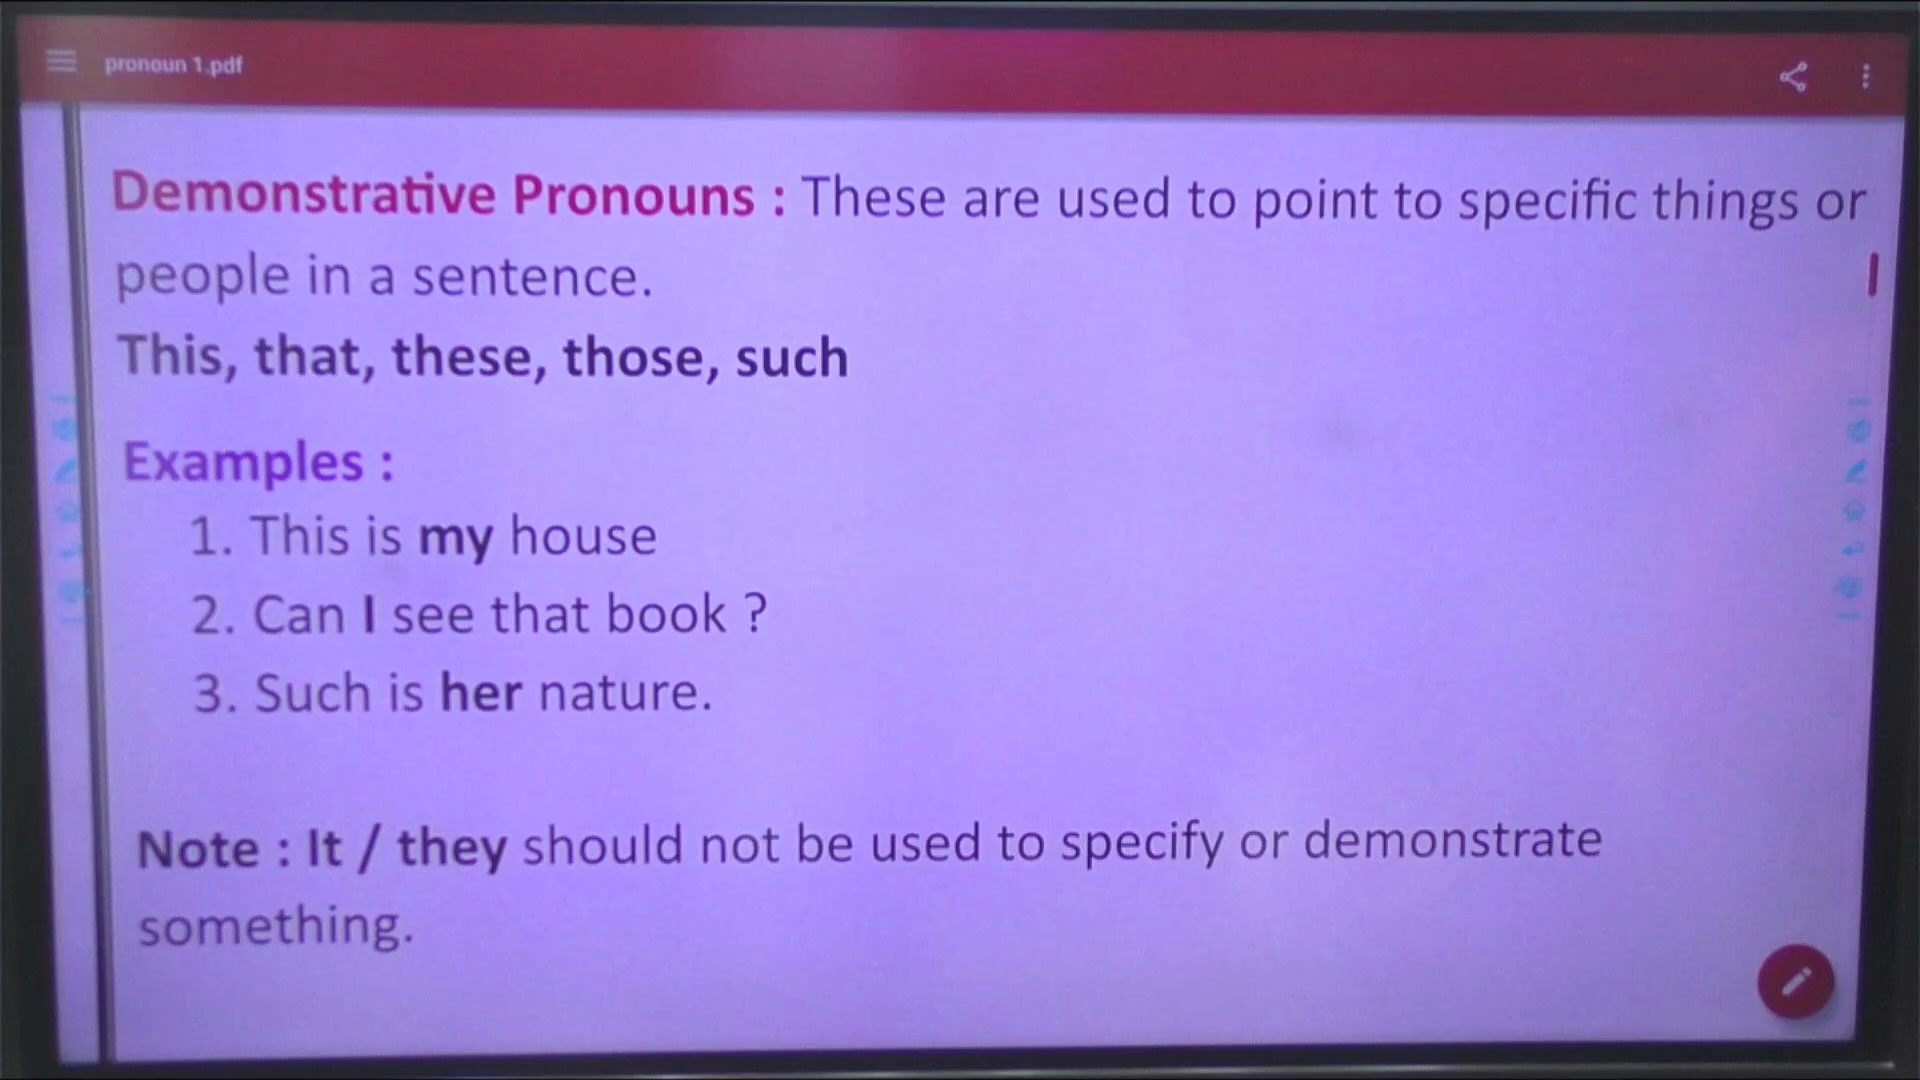 pronoun 1.pdf
Demonstrative Pronouns : These are used to point to specific things or
people in a sentence.
This, that, these, those, such
Examples :
1. This is my house
2. Can I see that book ?
3. Such is her nature.
Note : It / they should not be used to specify or demonstrate
something.